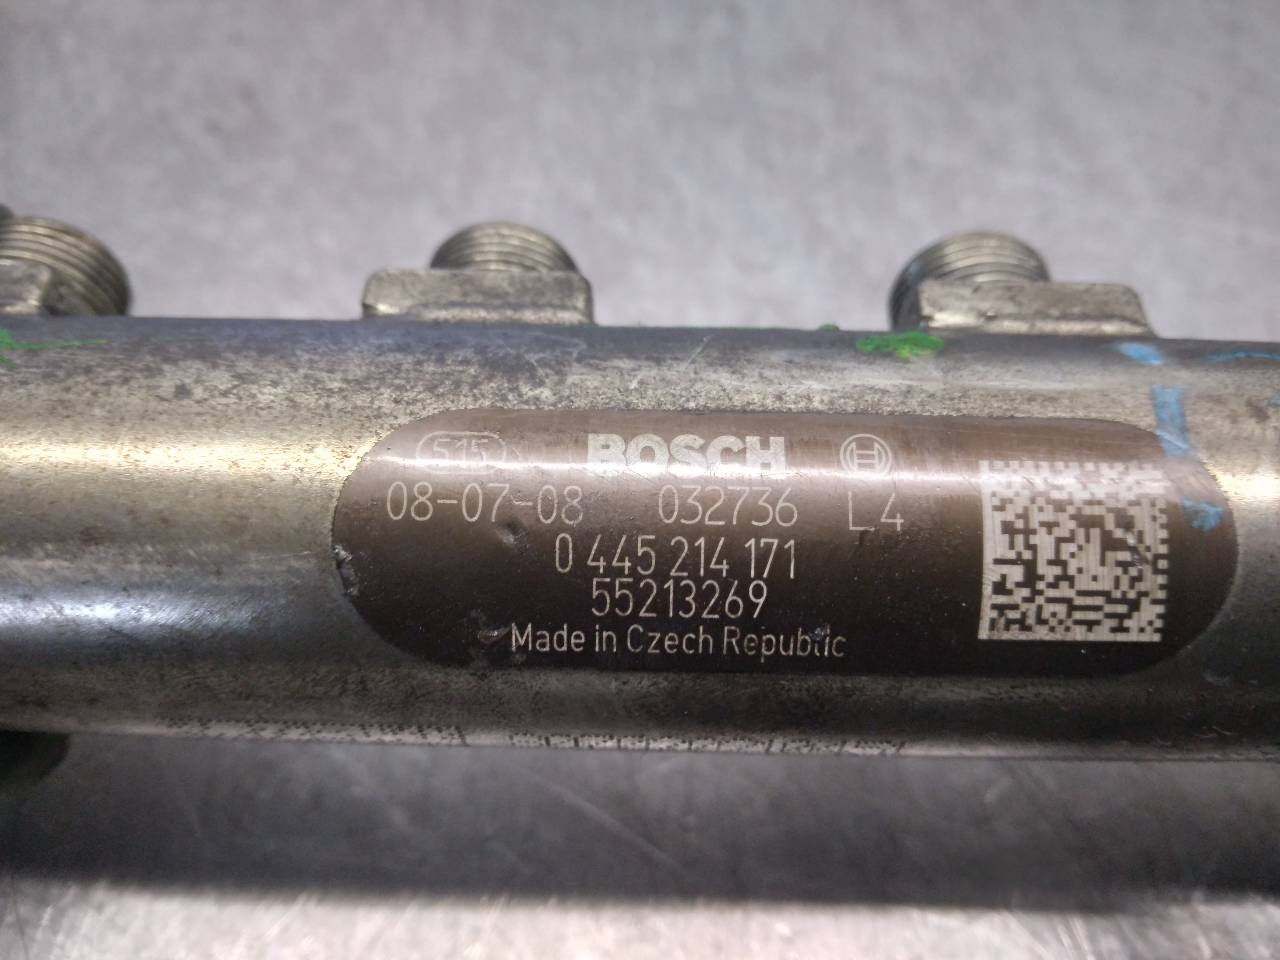 515 BOSCH
08-07-08 032736 L4
0 445 214 171
55213269
Made in Czech Republic